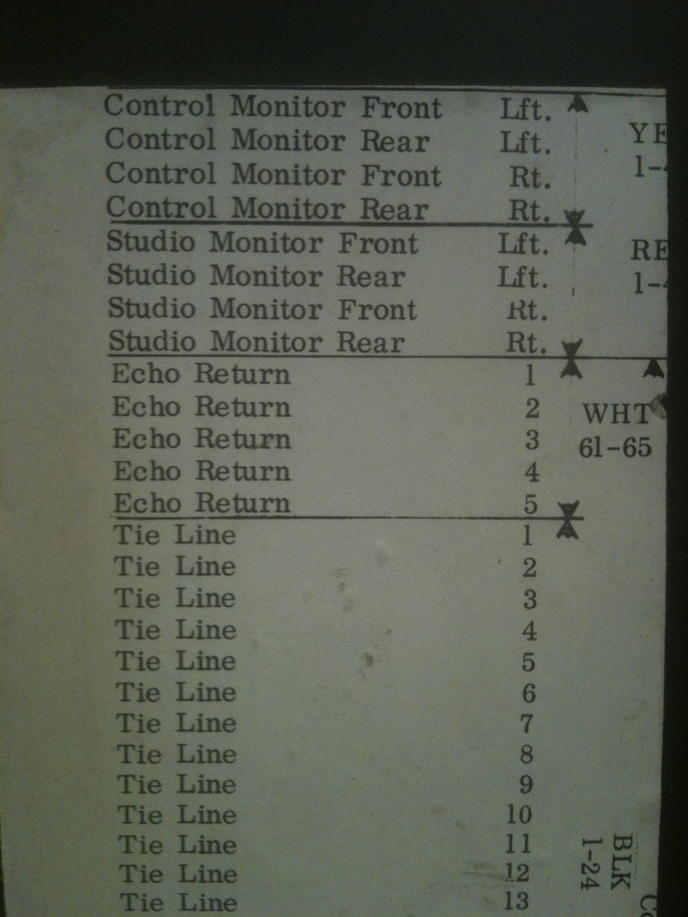 Control Monitor Front Lft.
Control Monitor Rear Lft.
Control Monitor Front Rt.
Control Monitor Rear Rt.
Studio Monitor Front Lft.
Studio Monitor Rear Lft.
Studio Monitor Front Rt.
Studio Monitor Rear Rt.
Echo Return 1
Echo Return 2
Echo Return 3
Echo Return 4
Echo Return 5
Tie Line 1
Tie Line 2
Tie Line 3
Tie Line 4
Tie Line 5
Tie Line 6
Tie Line 7
Tie Line 8
Tie Line 9
Tie Line 10
Tie Line 11
Tie Line 12
Tie Line 13
YE
1-
RE
1-
WHT
61-65
BLK
1-24